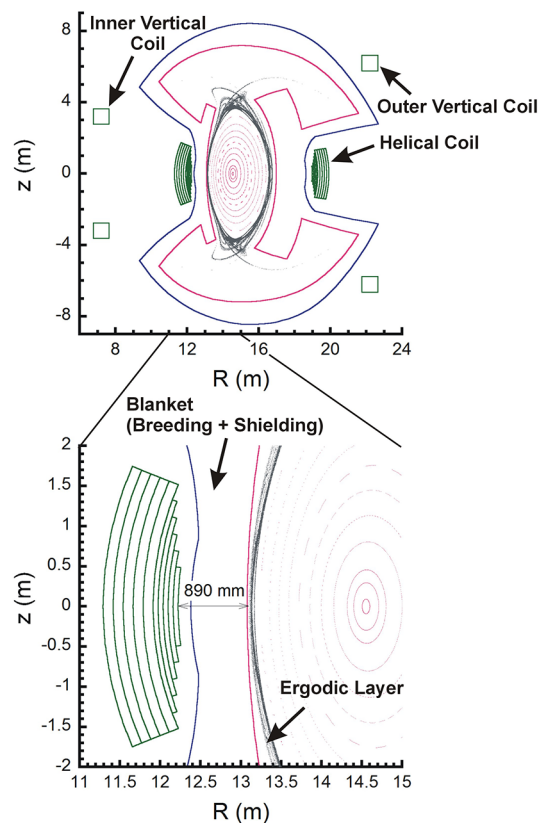 Inner Vertical
Coil
8
4
0
-4
-8
z (m)
Outer Vertical Coil
Helical Coil
8 12 16 20 24
R (m)
Blanket
(Breeding + Shielding)
2
1.5
1
0.5
0
-0.5
-1
-1.5
-2
z (m)
890 mm
Ergodic Layer
11 11.5 12 12.5 13 13.5 14 14.5 15
R (m)